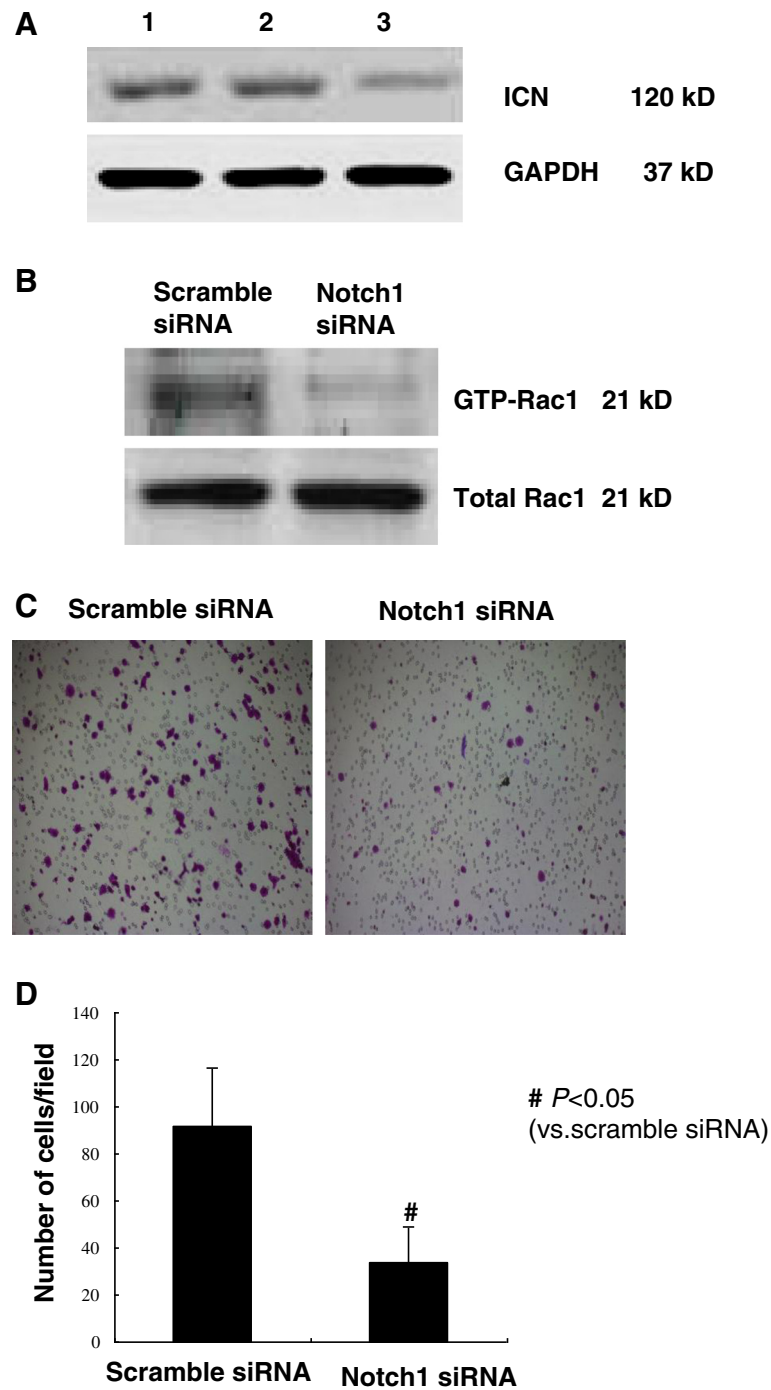 A
1 2 3
ICN 120 kD
GAPDH 37 kD
B
Scramble
siRNA
Notch1
siRNA
GTP-Rac1 21 kD
Total Rac1 21 kD
C Scramble siRNA Notch1 siRNA
D
Number of cells/field
140
120
100
80
60
40
20
0
#
# P<0.05
(vs.scramble siRNA)
Scramble siRNA Notch1 siRNA